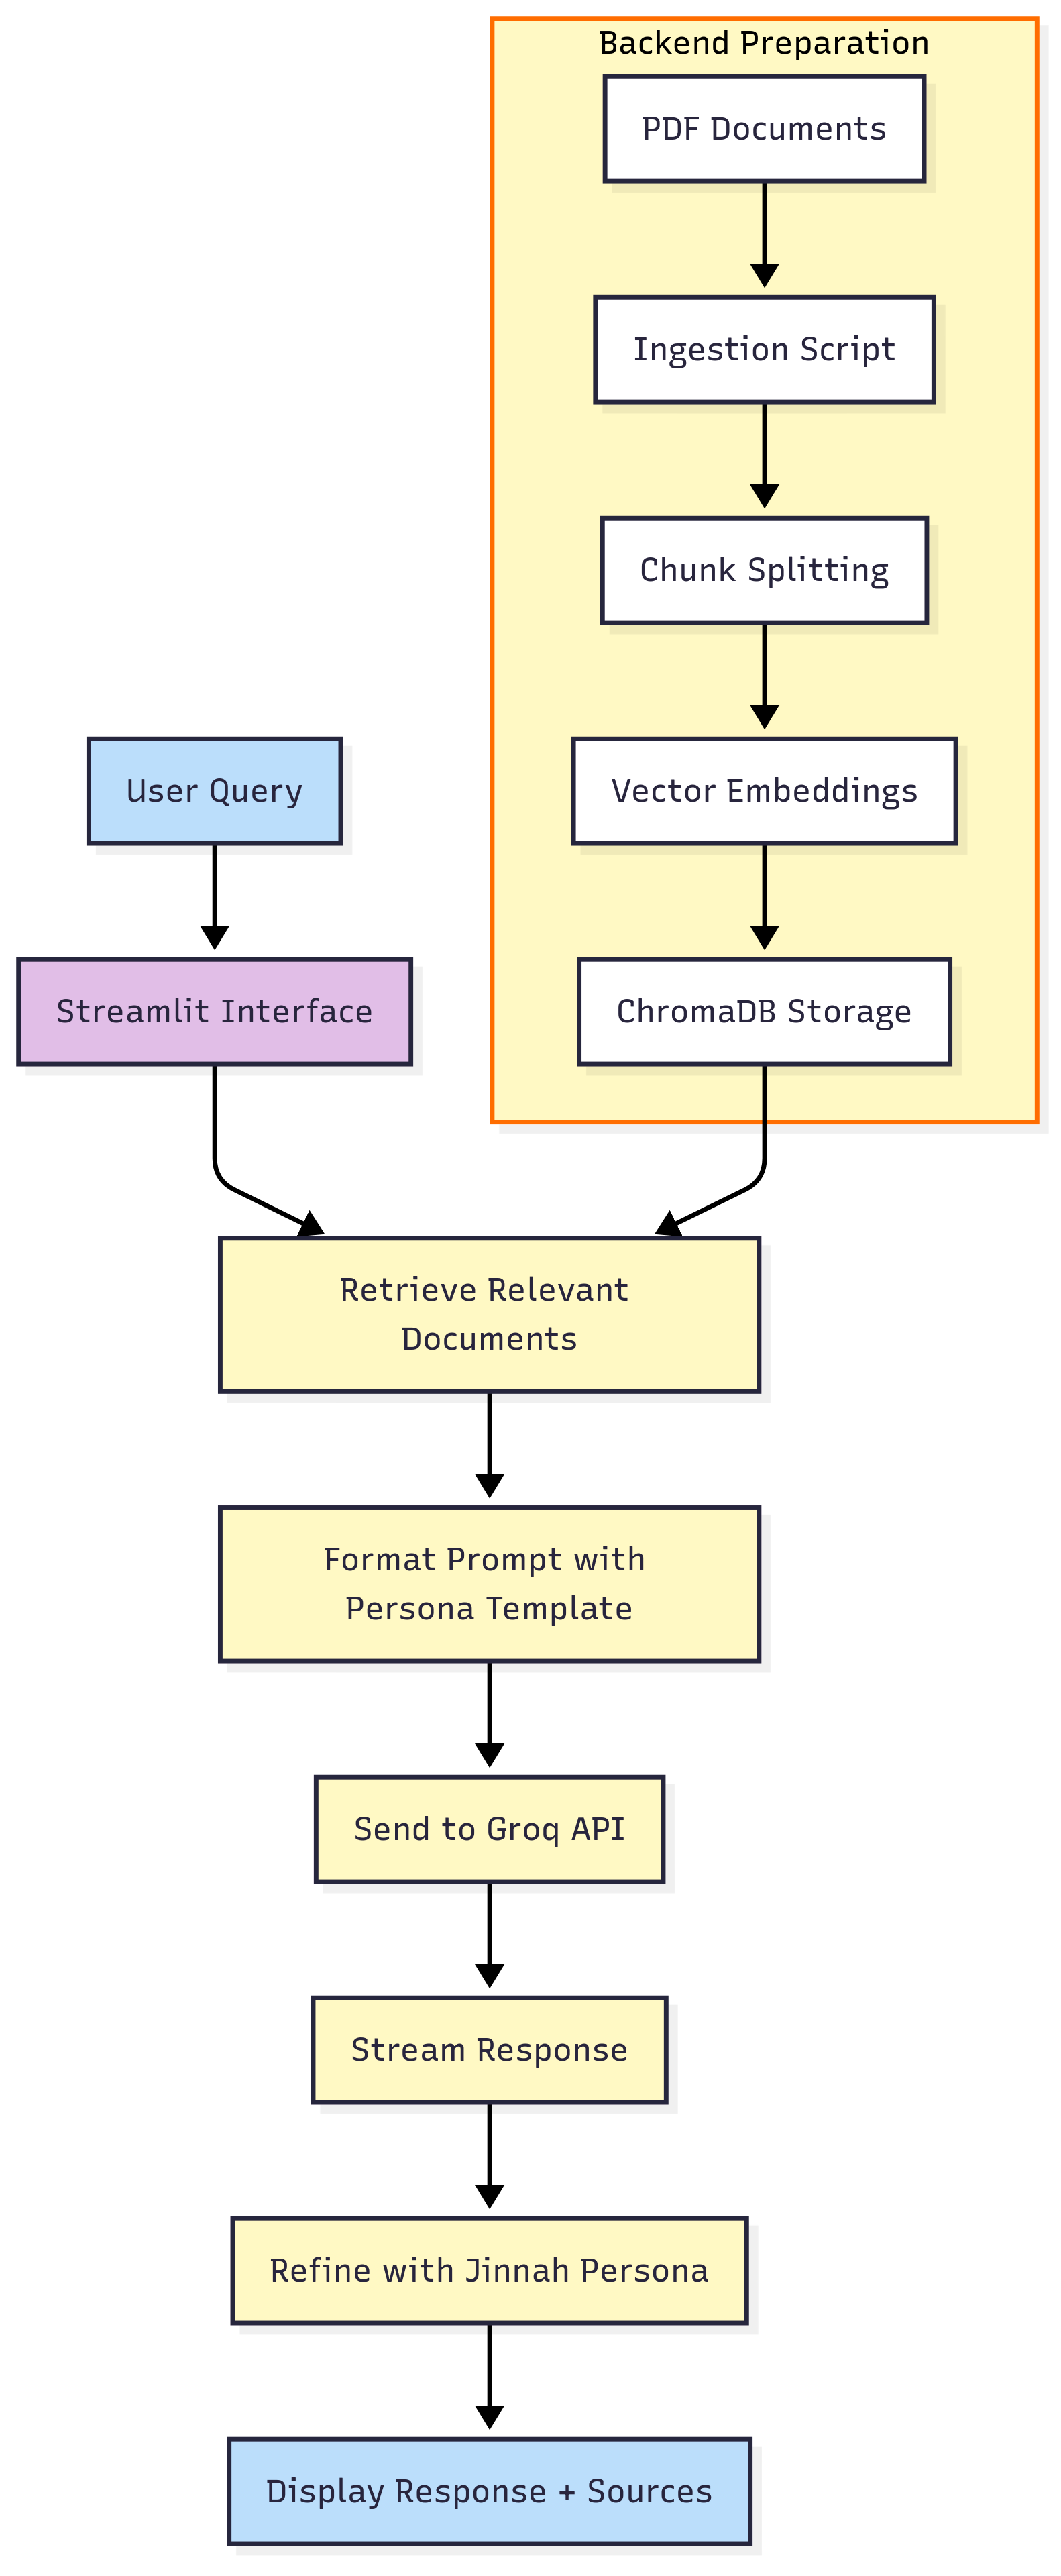 Backend Preparation
PDF Documents
Ingestion Script
Chunk Splitting
Vector Embeddings
User Query
Streamlit Interface
ChromaDB Storage
Retrieve Relevant
Documents
Format Prompt with
Persona Template
Send to Groq API
Stream Response
Refine with Jinnah Persona
Display Response + Sources